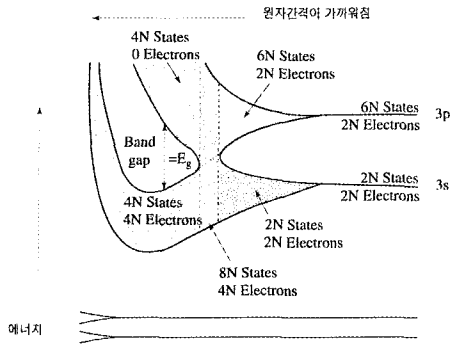 원자간격이 가까워짐
4N States
0 Electrons
6N States
2N Electrons
6N States
2N Electrons
3p
Band
gap
=Eg
4N States
4N Electrons
2N States
2N Electrons
3s
2N States
2N Electrons
8N States
4N Electrons
에너지